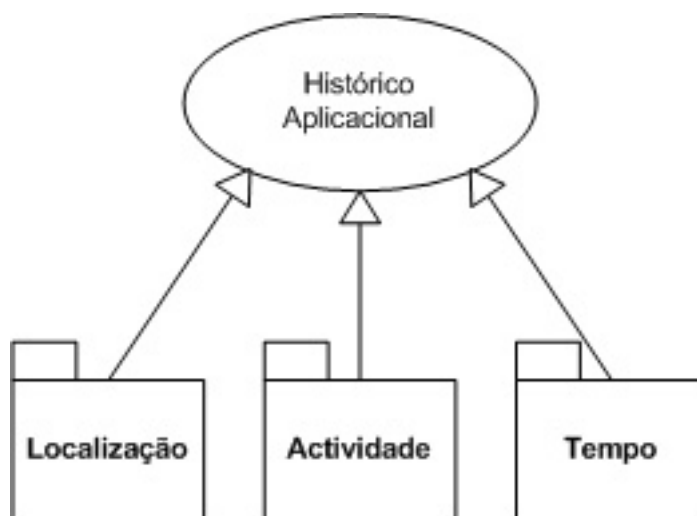 Histórico
Aplicacional
Localização
Actividade
Tempo